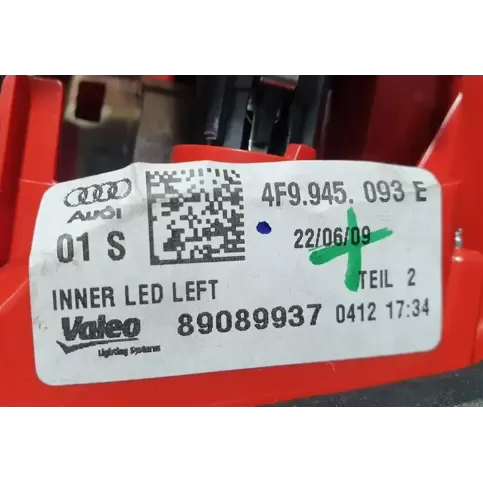 4F9.945. 093 E
Audi
01 S
22/06/09
TEIL 2
INNER LED LEFT
Valeo 89089937 0412 17:34
Lighting Systems